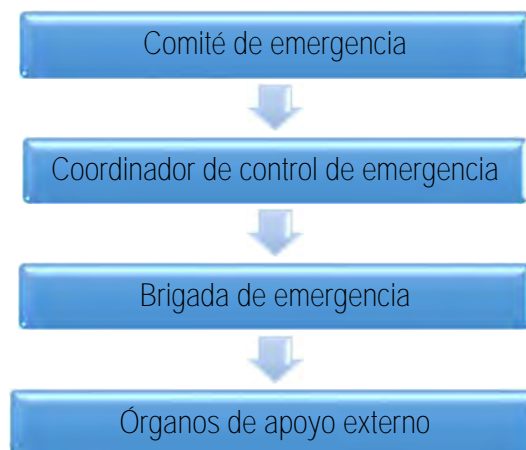 Comité de emergencia
Coordinador de control de emergencia
Brigada de emergencia
Órganos de apoyo externo